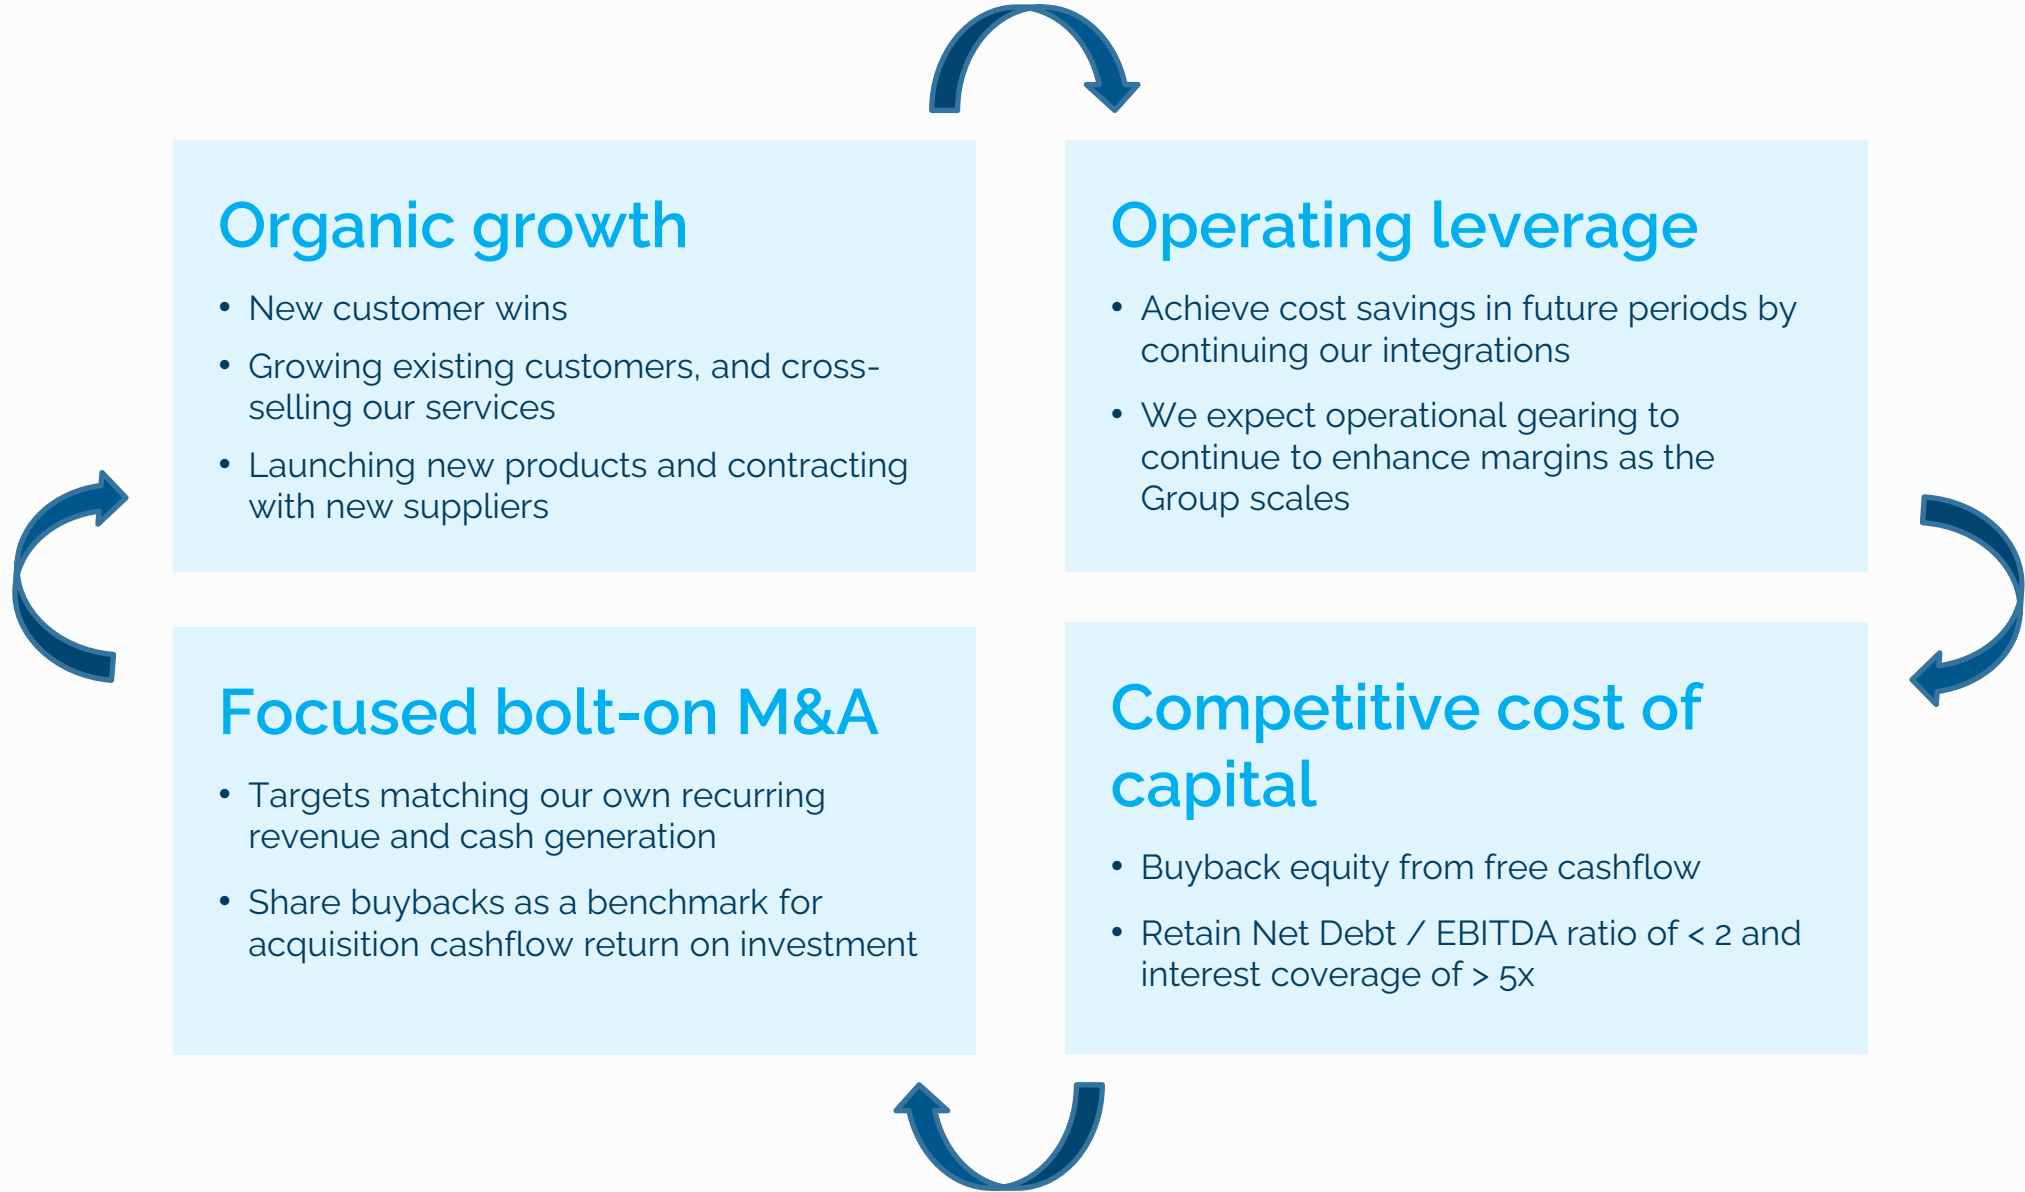 Organic growth
• New customer wins
• Growing existing customers, and cross-
selling our services
• Launching new products and contracting
with new suppliers
Operating leverage
• Achieve cost savings in future periods by
continuing our integrations
• We expect operational gearing to
continue to enhance margins as the
Group scales
Focused bolt-on M&A
• Targets matching our own recurring
revenue and cash generation
• Share buybacks as a benchmark for
acquisition cashflow return on investment
Competitive cost of
capital
• Buyback equity from free cashflow
• Retain Net Debt / EBITDA ratio of < 2 and
interest coverage of > 5x